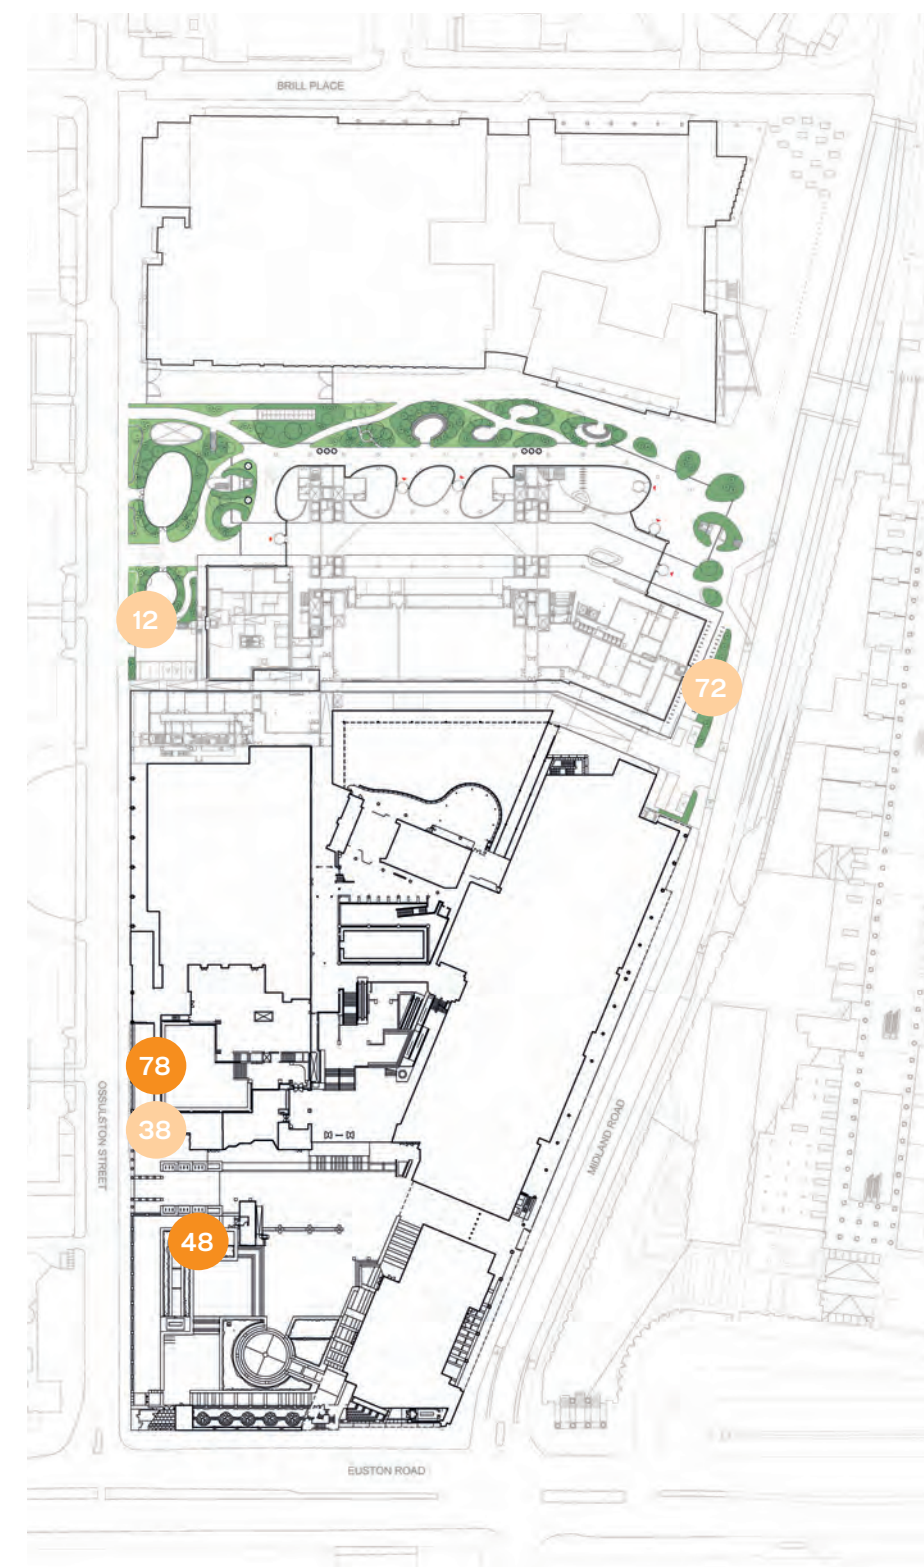 BRILL PLACE
12
72
78
OSSULSTON STREET
38
MIDLAND ROAD
48
EUSTON ROAD